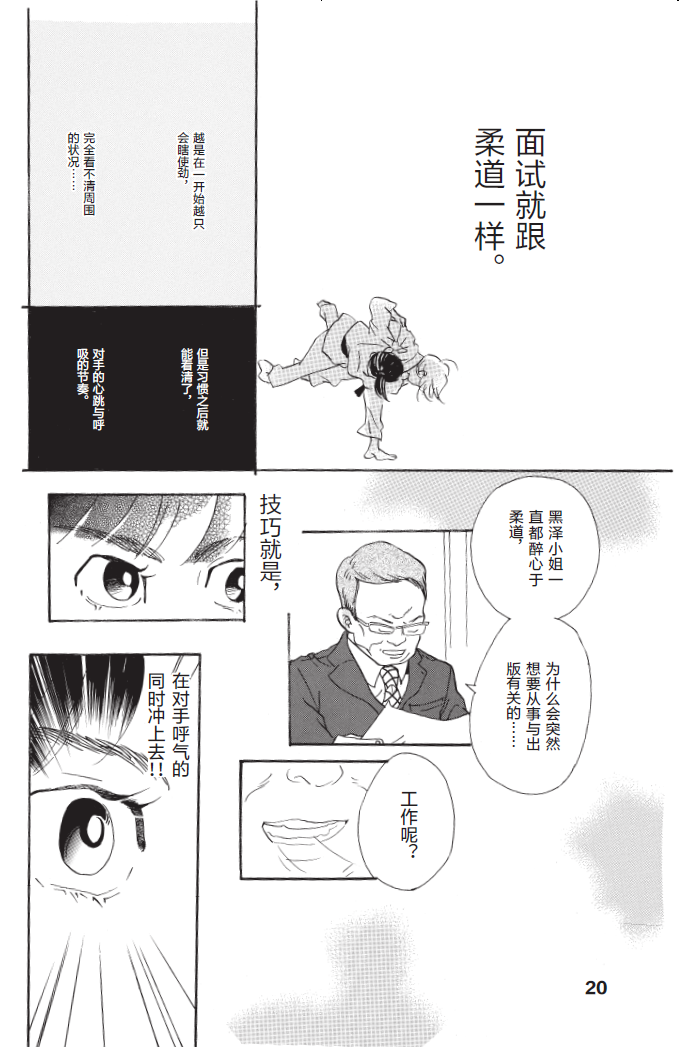 面试就跟
柔道一样。
越是在一开始越只
会瞎使劲，
完全看不清周围
的状况……
但是习惯之后就
能看清了，
对手的心跳与呼
吸的节奏。
黑泽小姐一
直都醉心于
柔道，
为什么会突然
想要从事与出
版有关的……
技巧就是，
工作呢？
在对手呼气的
同时冲上去!!
20